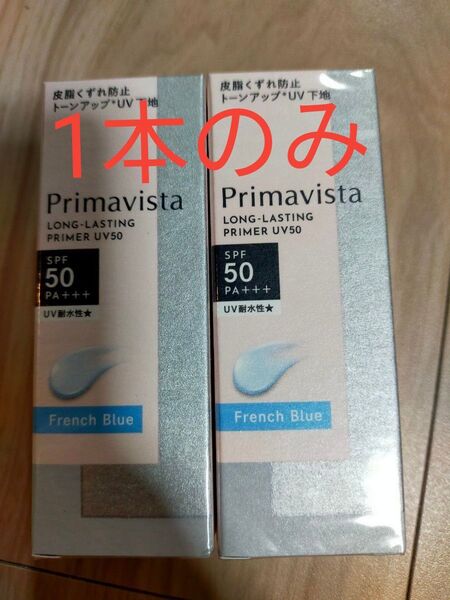 皮脂くずれ防止
トーンアップ*UV下地
Primavista
LONG-LASTING
PRIMER UV50
SPF
50
PA+++
UV耐水性★
French Blue
皮脂くずれ防止
トーンアップ*UV下地
Primavista
LONG-LASTING
PRIMER UV50
SPF
50
PA+++
UV耐水性★
French Blue
1本のみ